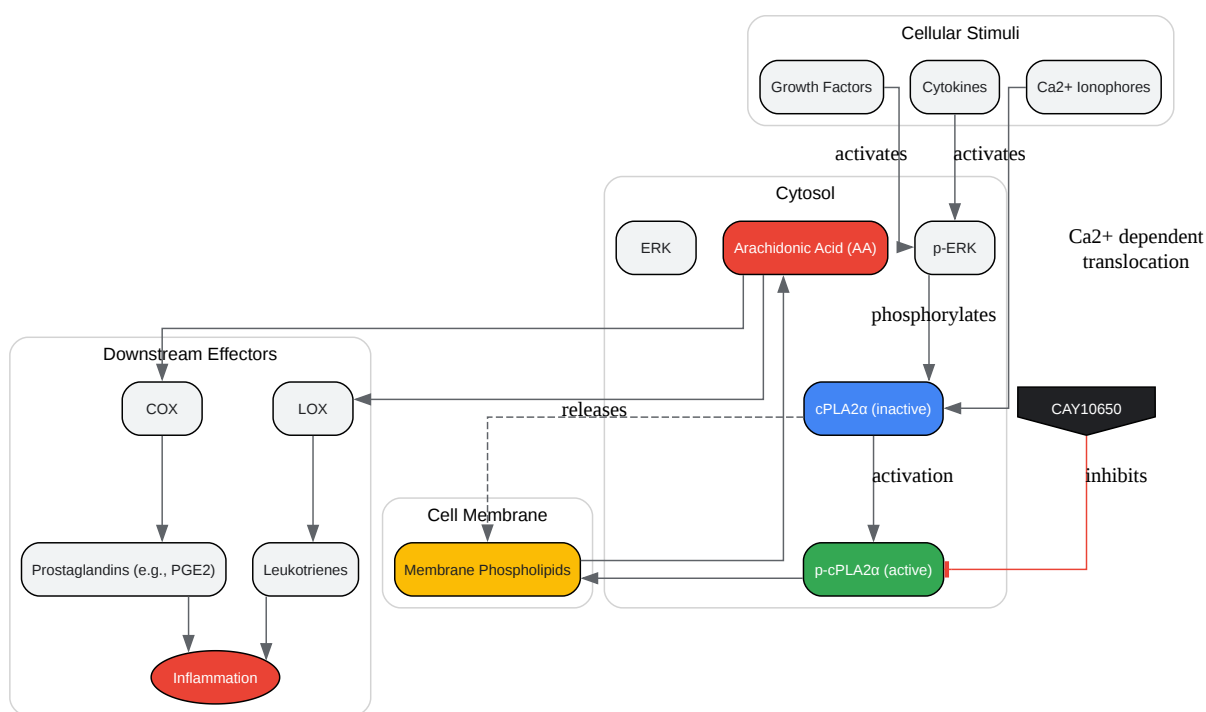 Cellular Stimuli
Growth Factors
Cytokines
Ca2+ Ionophores
activates
activates
Cytosol
Ca2+ dependent
translocation
ERK
Arachidonic Acid (AA)
p-ERK
phosphorylates
Downstream Effectors
COX
LOX
releases
cPLA2α (inactive)
CAY10650
activation
inhibits
Cell Membrane
Prostaglandins (e.g., PGE2)
Leukotrienes
Membrane Phospholipids
p-cPLA2α (active)
Inflammation